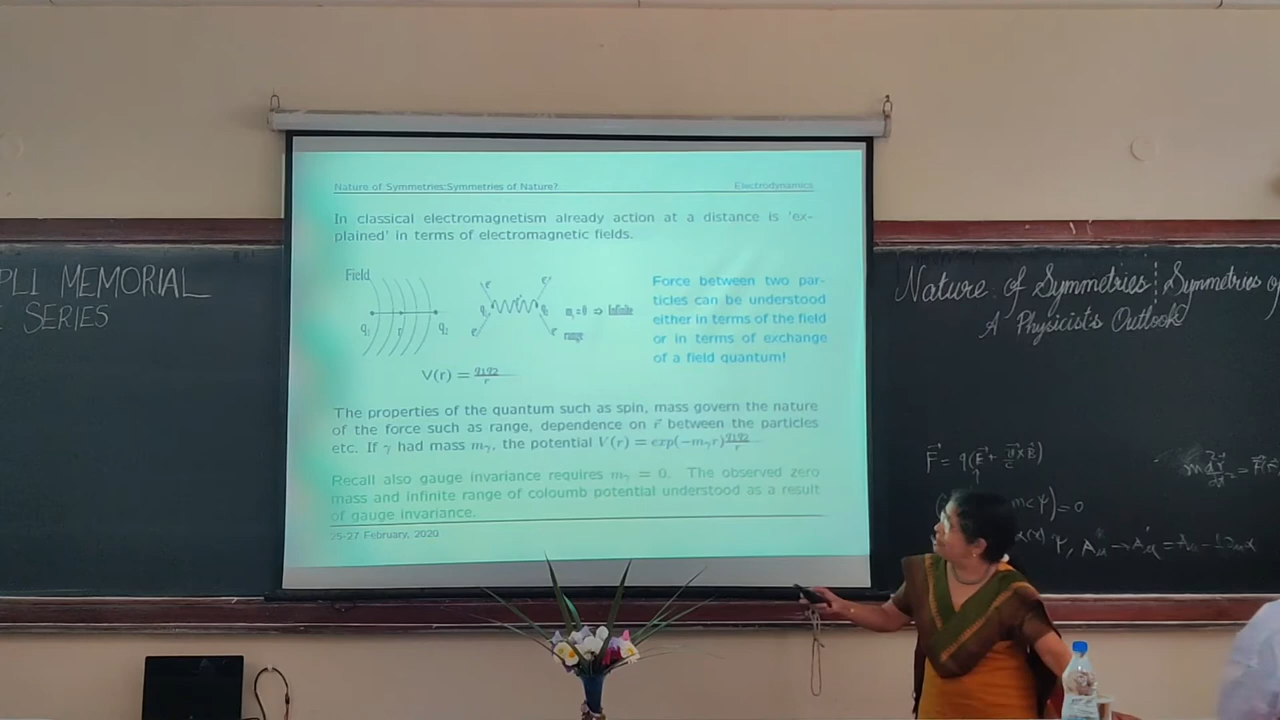 PLI MEMORIAL
SERIES
Nature of Symmetries:Symmetries of Nature?
Electrodynamics
In classical electromagnetism already action at a distance is 'ex-
plained' in terms of electromagnetic fields.
Field
q₁ r q₂
e e'
q₁ q₂
e e'
m = 0 ⇒ Infinite
range
Force between two par-
ticles can be understood
either in terms of the field
or in terms of exchange
of a field quantum!
V(r) = q1q2/r
The properties of the quantum such as spin, mass govern the nature
of the force such as range, dependence on r⃗ between the particles
etc. If γ had mass mγ, the potential V(r) = exp(−mγr) q1q2/r
Recall also gauge invariance requires mγ = 0. The observed zero
mass and infinite range of coloumb potential understood as a result
of gauge invariance.
25-27 February, 2020
Nature of Symmetries: Symmetries of
A Physicist's Outlook
F⃗ = q(E⃗ + v⃗×B⃗/c)
mcψ) = 0